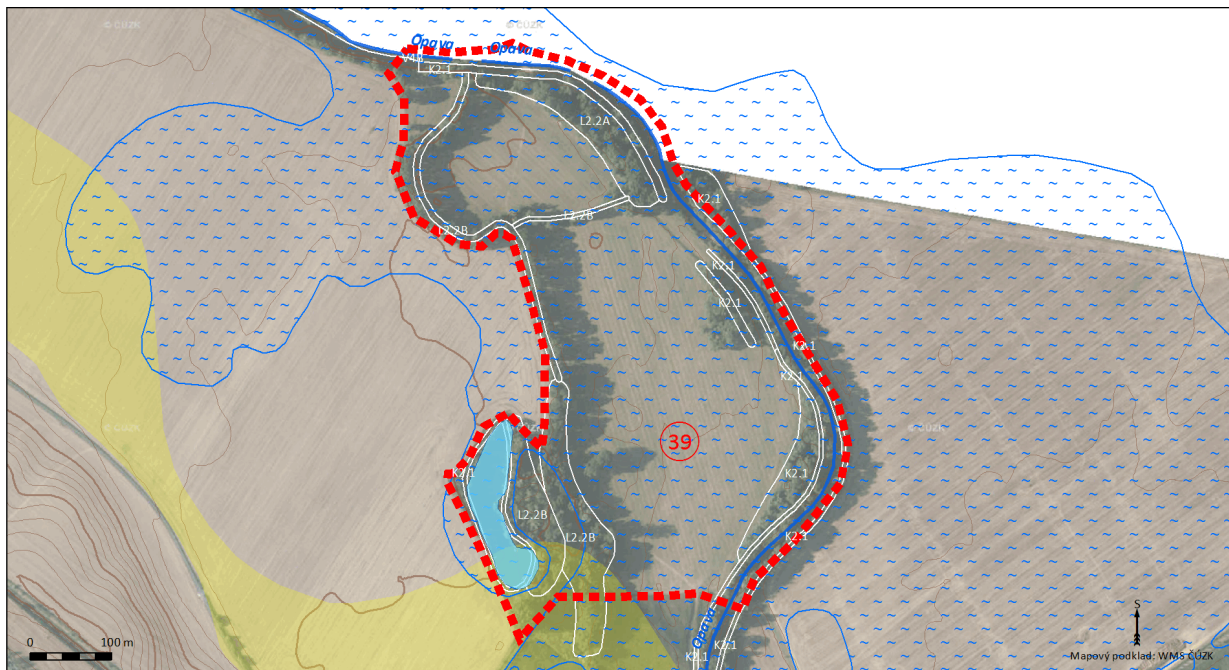 © ČÚZK
© ČÚZK
Opava
Opava
V4B
K2.1
L2.2A
K2.1
L2.2B
L2.2B
K2.1
K2.1
K2.1
K2.1
© ČÚZK
© ČÚZK
39
K2.1
K2.1
L2.2B
L2.2B
K2.1
Opava
K2.1
K2.1
0 100 m
S
Mapový podklad: WMS ČÚZK